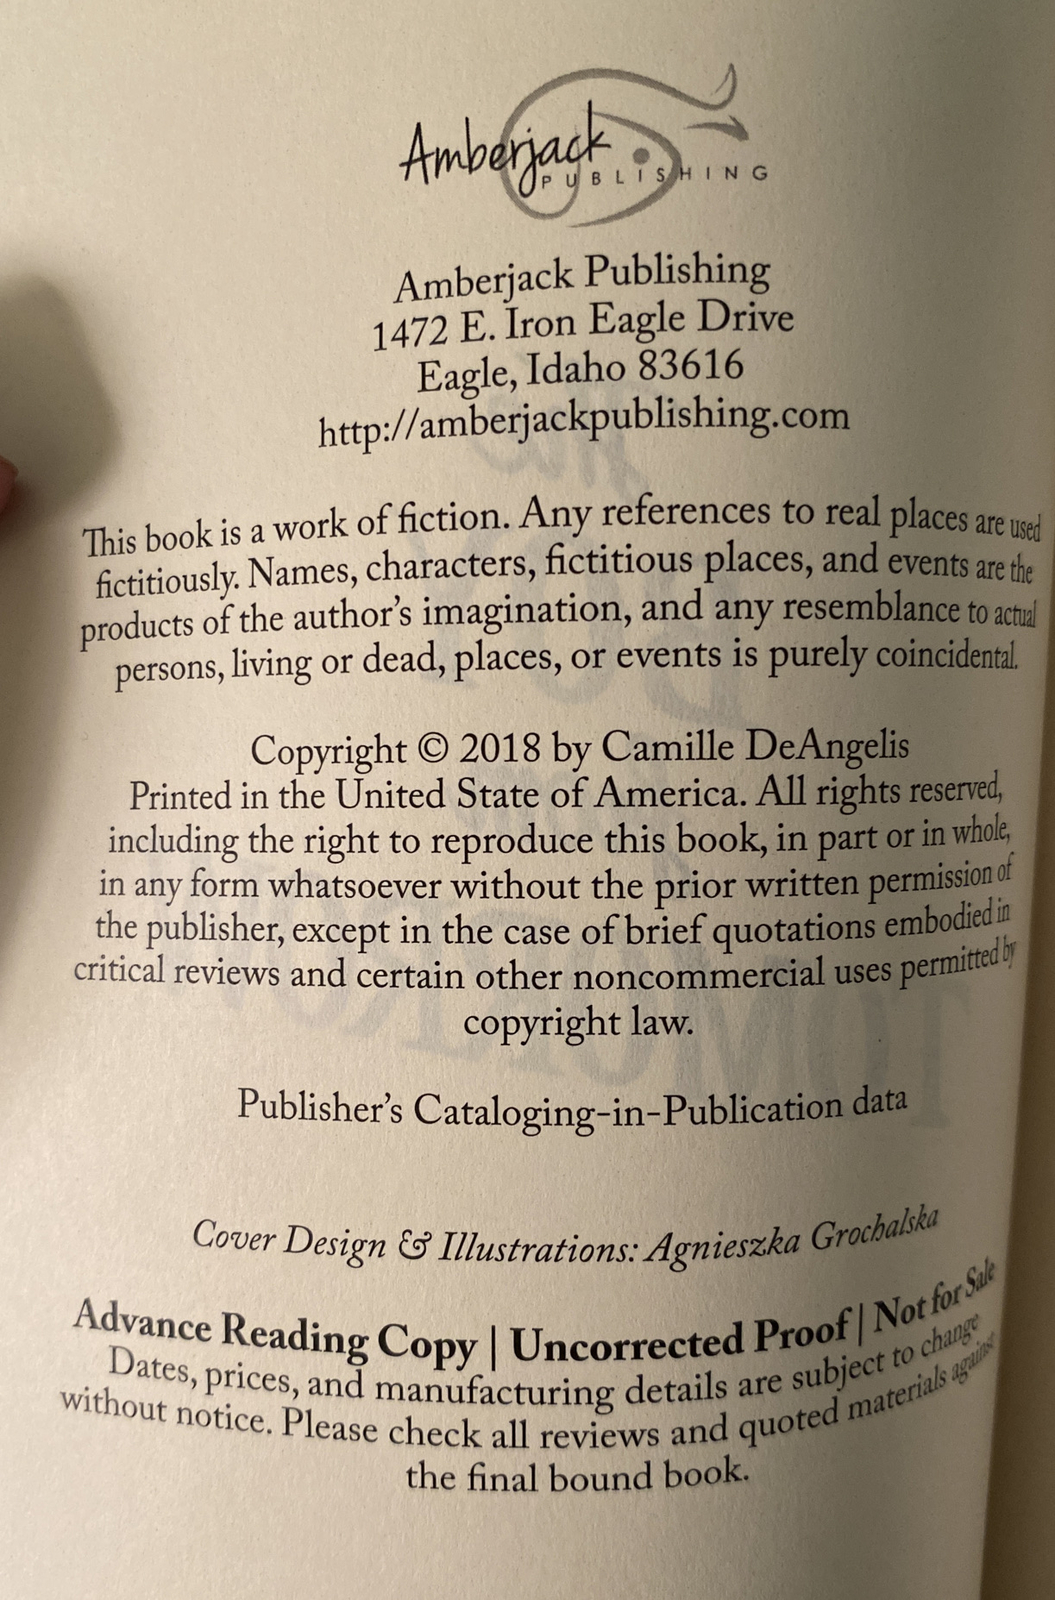 Amberjack
PUBLISHING
Amberjack Publishing
1472 E. Iron Eagle Drive
Eagle, Idaho 83616
http://amberjackpublishing.com
This book is a work of fiction. Any references to real places are used
fictitiously. Names, characters, fictitious places, and events are the
products of the author's imagination, and any resemblance to actual
persons, living or dead, places, or events is purely coincidental.
Copyright © 2018 by Camille DeAngelis
Printed in the United State of America. All rights reserved,
including the right to reproduce this book, in part or in whole,
in any form whatsoever without the prior written permission of
the publisher, except in the case of brief quotations embodied in
critical reviews and certain other noncommercial uses permitted by
copyright law.
Publisher's Cataloging-in-Publication data
Cover Design & Illustrations: Agnieszka Grochalska
Advance Reading Copy | Uncorrected Proof | Not for Sale
Dates, prices, and manufacturing details are subject to change
without notice. Please check all reviews and quoted materials against
the final bound book.